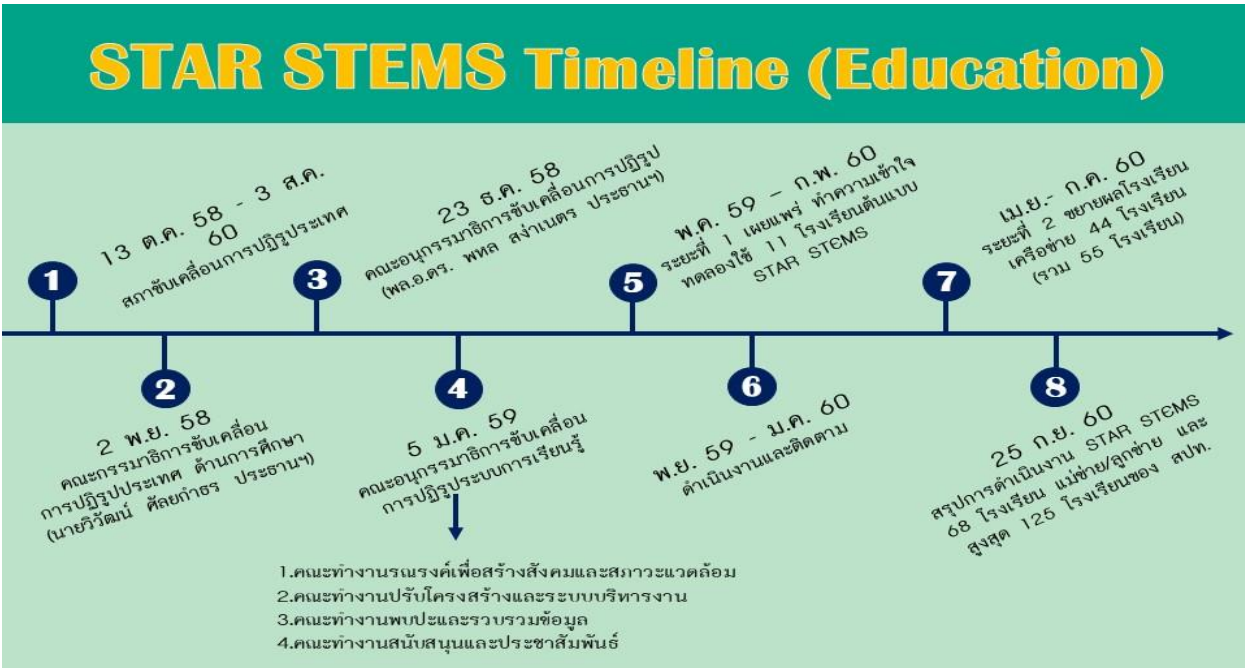 STAR STEMS Timeline (Education)
1
13 ต.ค. 58 - 3 ส.ค.
60
สภาขับเคลื่อนการปฏิรูปประเทศ
2
2 พ.ย. 58
คณะกรรมาธิการขับเคลื่อน
การปฏิรูปประเทศ ด้านการศึกษา
(นายวิวัฒน์ ศัลยกำธร ประธานฯ)
3
23 ธ.ค. 58
คณะอนุกรรมาธิการขับเคลื่อนการปฏิรูป
(พล.อ.ดร. พหล สง่าเนตร ประธานฯ)
4
5 ม.ค. 59
คณะอนุกรรมาธิการขับเคลื่อน
การปฏิรูประบบการเรียนรู้
1.คณะทำงานรณรงค์เพื่อสร้างสังคมและสภาวะแวดล้อม
2.คณะทำงานปรับโครงสร้างและระบบบริหารงาน
3.คณะทำงานพบปะและรวบรวมข้อมูล
4.คณะทำงานสนับสนุนและประชาสัมพันธ์
5
พ.ค. 59 - ก.พ. 60
ระยะที่ 1 เผยแพร่ ทำความเข้าใจ
ทดลองใช้ 11 โรงเรียนต้นแบบ
STAR STEMS
6
พ.ย. 59 - ม.ค. 60
ดำเนินงานและติดตาม
7
เม.ย.- ก.ค. 60
ระยะที่ 2 ขยายผลโรงเรียน
เครือข่าย 44 โรงเรียน
(รวม 55 โรงเรียน)
8
25 ก.ย. 60
สรุปการดำเนินงาน STAR STEMS
68 โรงเรียน แม่ข่าย/ลูกข่าย และ
สูงสุด 125 โรงเรียนของ สปท.